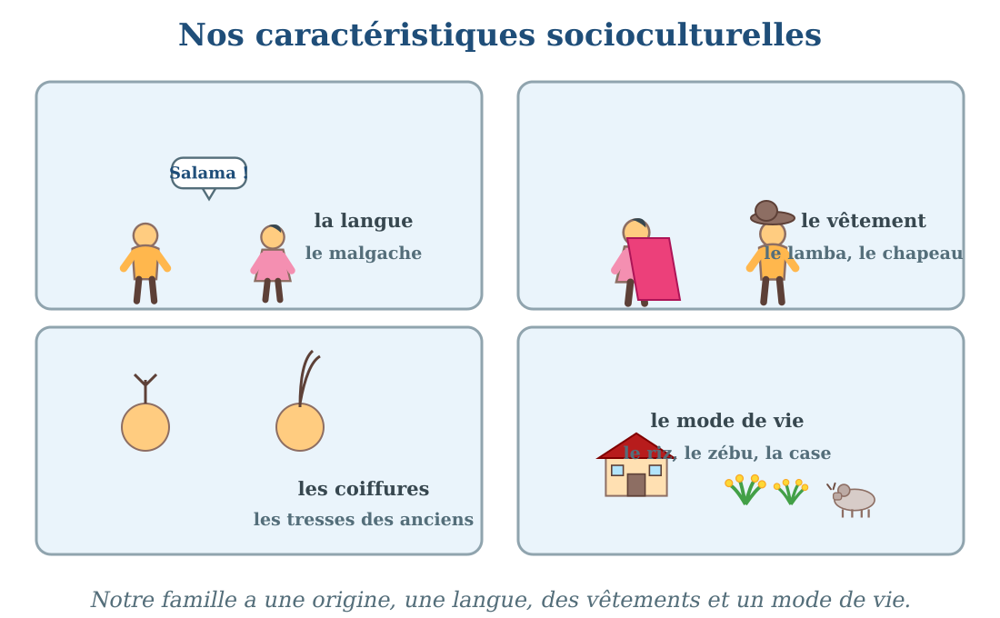 Nos caractéristiques socioculturelles
Salama !
la langue
le malgache
le vêtement
le lamba, le chapeau
les coiffures
les tresses des anciens
le mode de vie
le riz, le zébu, la case
Notre famille a une origine, une langue, des vêtements et un mode de vie.